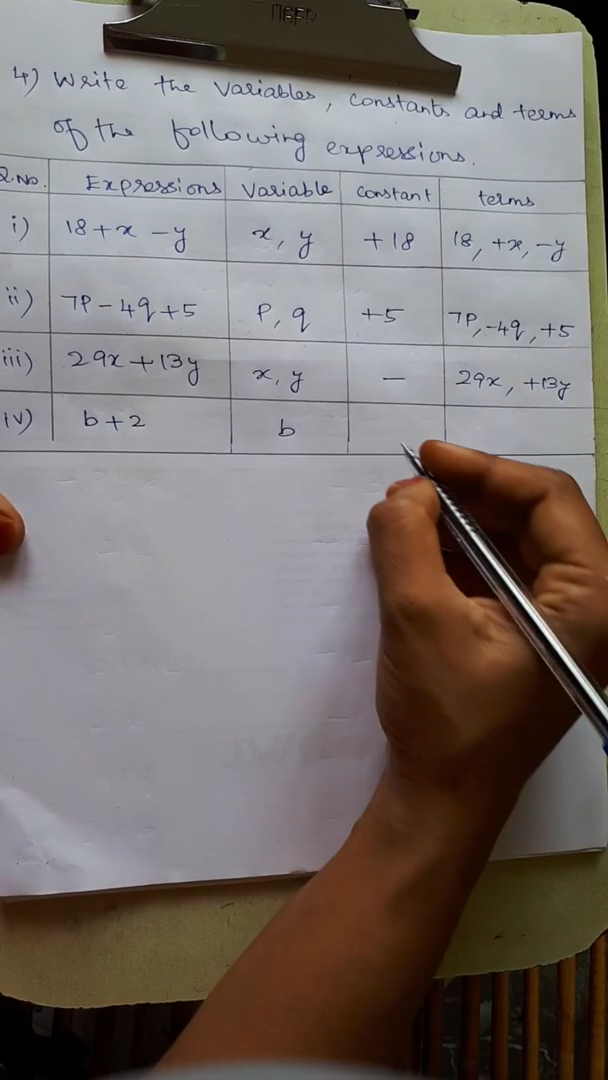 4) Write the variables, constants and terms
of the following expressions.
S.No. Expressions Variable constant terms
i) 18+x-y x, y +18 18, +x, -y
ii) 7P-4q+5 P, q +5 7P, -4q, +5
iii) 29x+13y x, y — 29x, +13y
iv) b+2 b